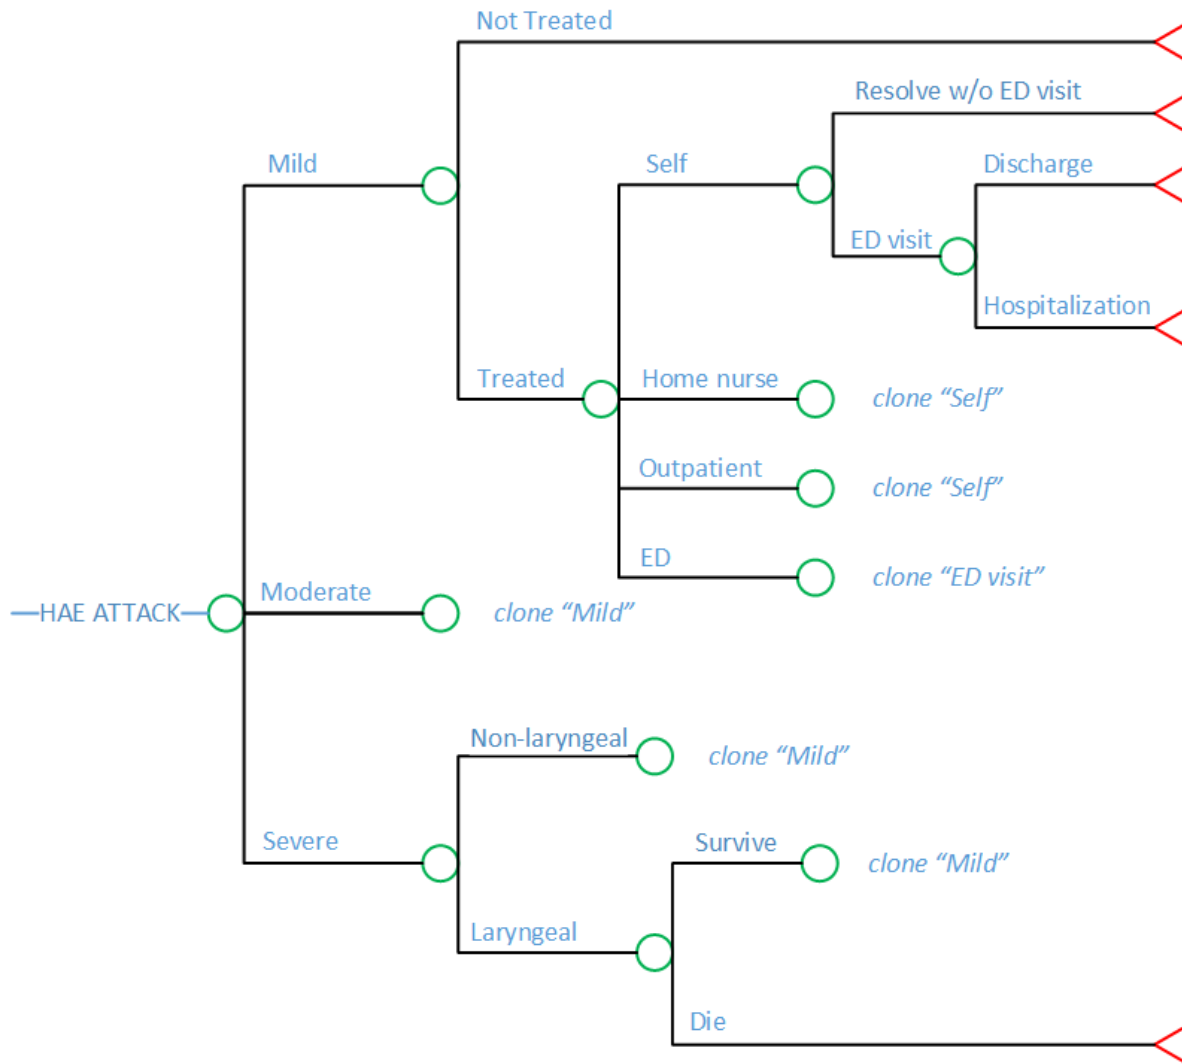 Not Treated
Resolve w/o ED visit
Mild
Self
Discharge
ED visit
Hospitalization
Treated
Home nurse
clone “Self”
Outpatient
clone “Self”
ED
clone “ED visit”
Moderate
HAE ATTACK
clone “Mild”
Non-laryngeal
clone “Mild”
Severe
Survive
clone “Mild”
Laryngeal
Die